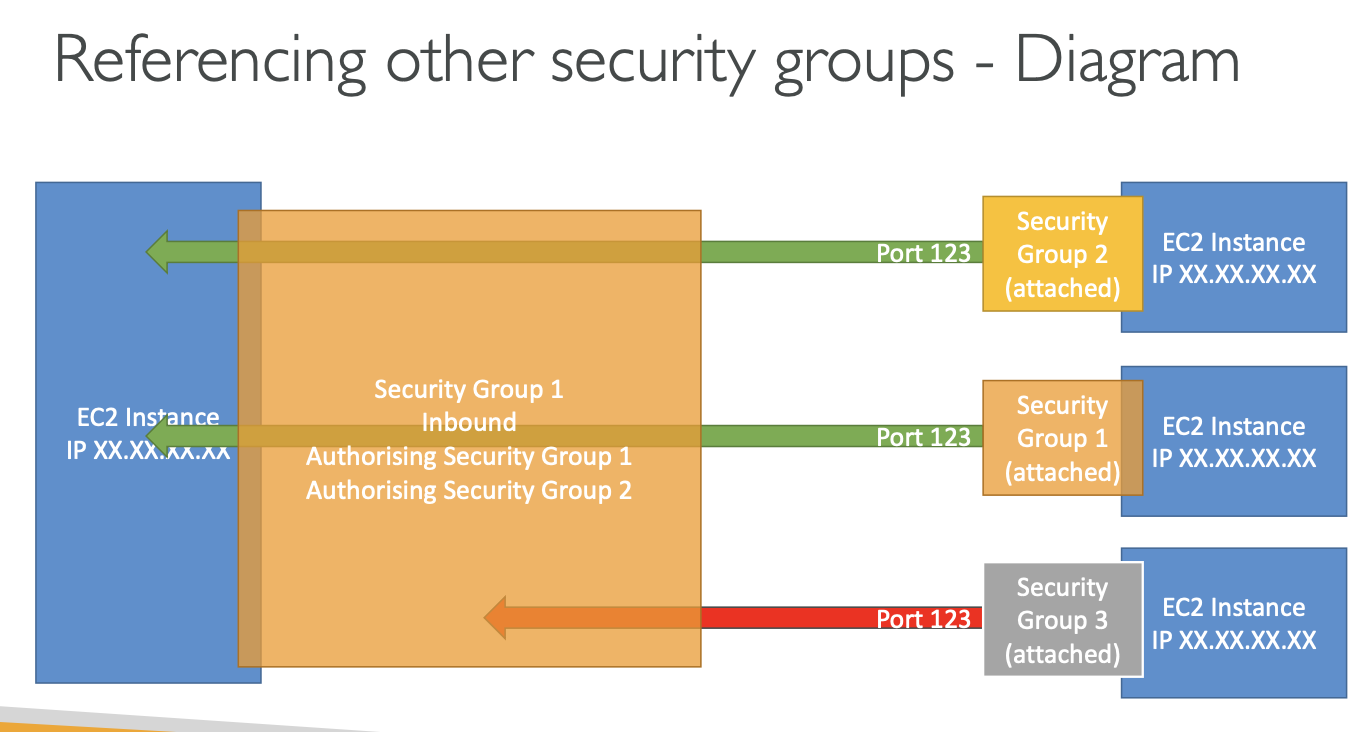 Referencing other security groups - Diagram
EC2 Instance
IP XX.XX.XX.XX
Security Group 1
Inbound
Authorising Security Group 1
Authorising Security Group 2
Port 123
Security
Group 2
(attached)
EC2 Instance
IP XX.XX.XX.XX
Port 123
Security
Group 1
(attached)
EC2 Instance
IP XX.XX.XX.XX
Port 123
Security
Group 3
(attached)
EC2 Instance
IP XX.XX.XX.XX